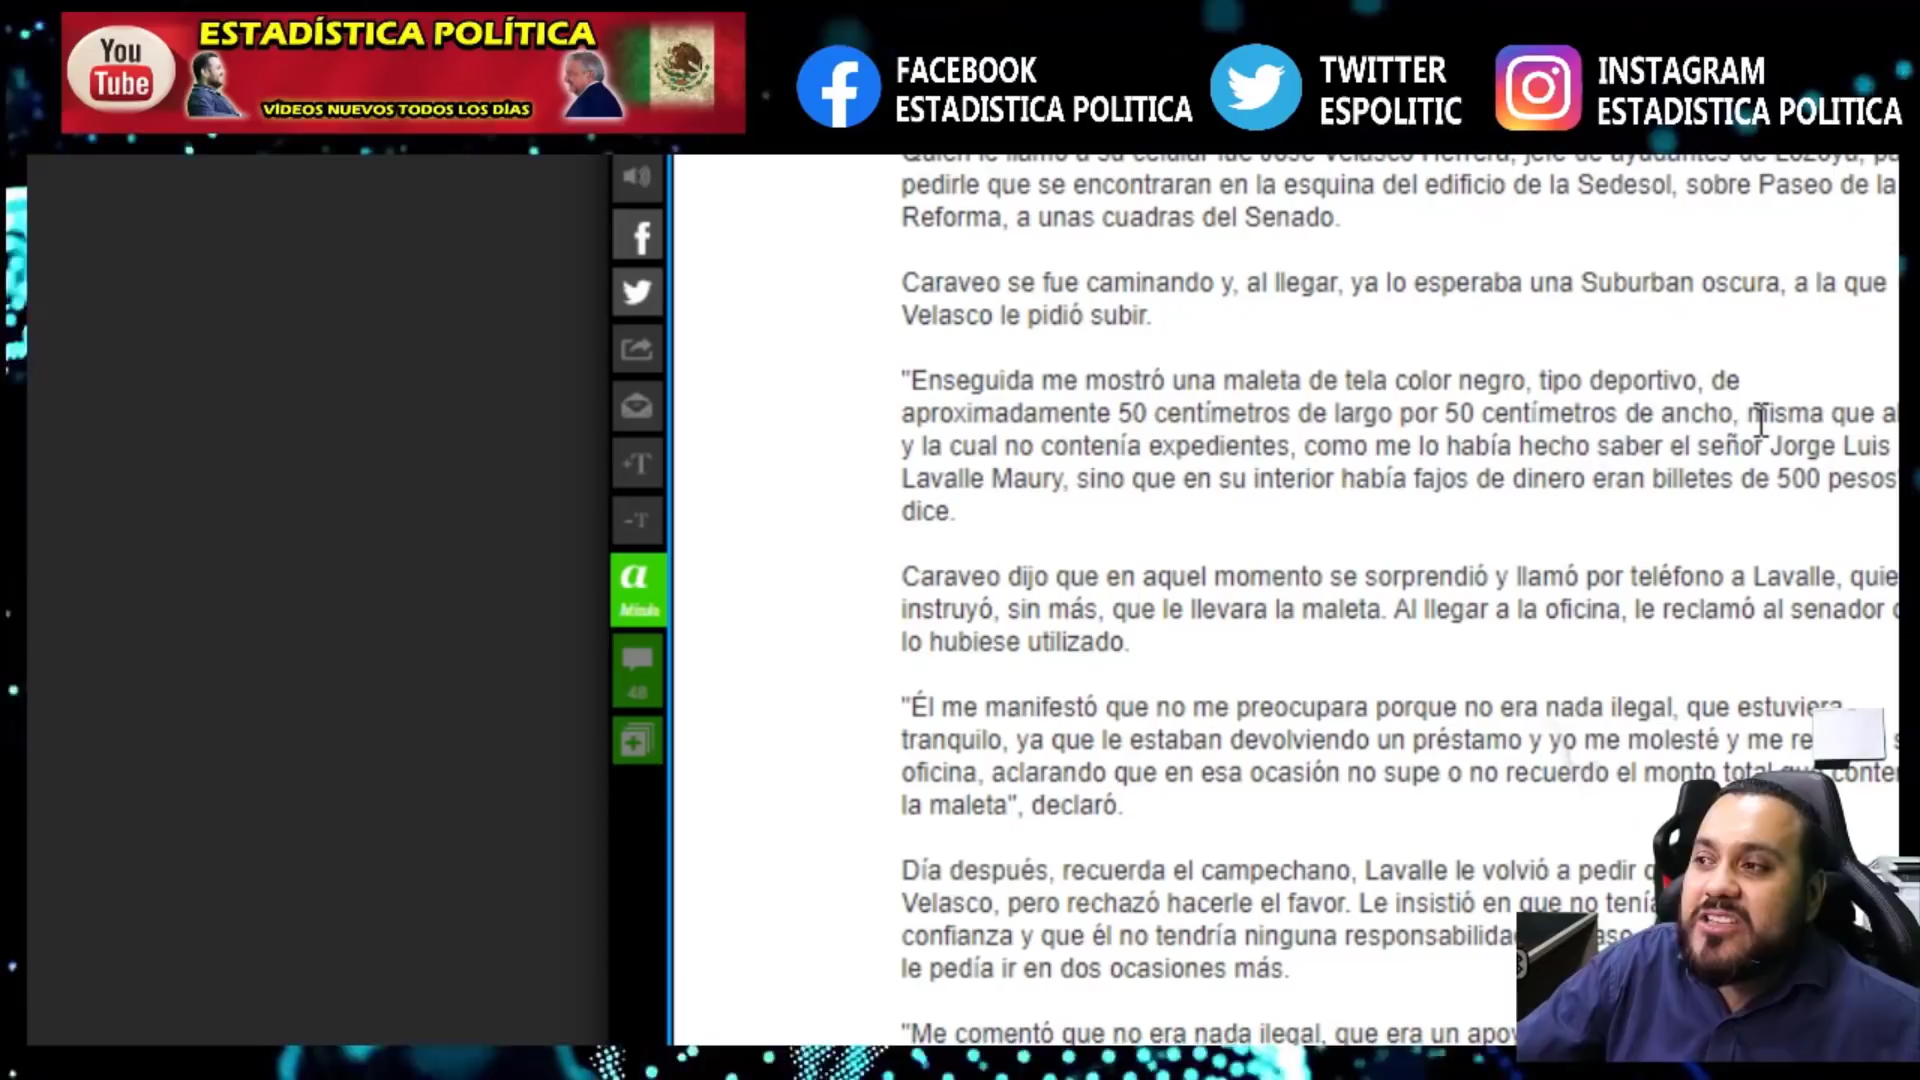 You
Tube
ESTADÍSTICA POLÍTICA
VÍDEOS NUEVOS TODOS LOS DÍAS
FACEBOOK
ESTADISTICA POLITICA
TWITTER
ESPOLITIC
INSTAGRAM
ESTADISTICA POLITICA
pedirle que se encontraran en la esquina del edificio de la Sedesol, sobre Paseo de la
Reforma, a unas cuadras del Senado.
Caraveo se fue caminando y, al llegar, ya lo esperaba una Suburban oscura, a la que
Velasco le pidió subir.
"Enseguida me mostró una maleta de tela color negro, tipo deportivo, de
aproximadamente 50 centímetros de largo por 50 centímetros de ancho, misma que
y la cual no contenía expedientes, como me lo había hecho saber el señor Jorge Luis
Lavalle Maury, sino que en su interior había fajos de dinero eran billetes de 500 pesos
dice.
Caraveo dijo que en aquel momento se sorprendió y llamó por teléfono a Lavalle,
instruyó, sin más, que le llevara la maleta. Al llegar a la oficina, le reclamó al senador
lo hubiese utilizado.
"Él me manifestó que no me preocupara porque no era nada ilegal, que estuviera
tranquilo, ya que le estaban devolviendo un préstamo y yo me molesté y me
oficina, aclarando que en esa ocasión no supe o no recuerdo el monto total que
la maleta", declaró.
Día después, recuerda el campechano, Lavalle le volvió a pedir
Velasco, pero rechazó hacerle el favor. Le insistió en que no tenía
confianza y que él no tendría ninguna
le pedía ir en dos ocasiones más.
"Me comentó que no era nada ilegal, que era un
+T
-T
a
Artículo
48